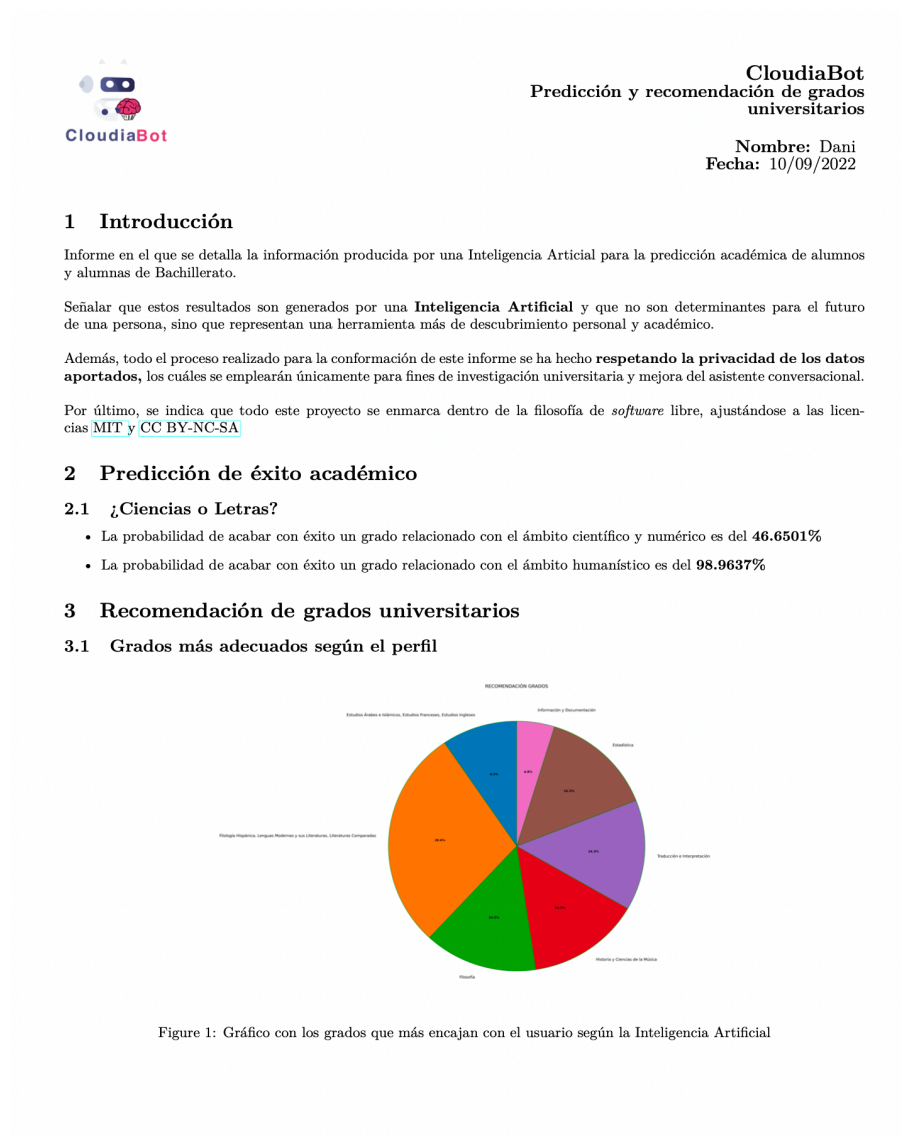 CloudiaBot
CloudiaBot
Predicción y recomendación de grados
universitarios
Nombre: Dani
Fecha: 10/09/2022
1 Introducción
Informe en el que se detalla la información producida por una Inteligencia Articial para la predicción académica de alumnos
y alumnas de Bachillerato.
Señalar que estos resultados son generados por una Inteligencia Artificial y que no son determinantes para el futuro
de una persona, sino que representan una herramienta más de descubrimiento personal y académico.
Además, todo el proceso realizado para la conformación de este informe se ha hecho respetando la privacidad de los datos
aportados, los cuáles se emplearán únicamente para fines de investigación universitaria y mejora del asistente conversacional.
Por último, se indica que todo este proyecto se enmarca dentro de la filosofía de software libre, ajustándose a las licen-
cias MIT y CC BY-NC-SA
2 Predicción de éxito académico
2.1 ¿Ciencias o Letras?
• La probabilidad de acabar con éxito un grado relacionado con el ámbito científico y numérico es del 46.6501%
• La probabilidad de acabar con éxito un grado relacionado con el ámbito humanístico es del 98.9637%
3 Recomendación de grados universitarios
3.1 Grados más adecuados según el perfil
RECOMENDACIÓN GRADOS
Información y Documentación
Estudios Árabes e Islámicos, Estudios Franceses, Estudios Ingleses
Estadística
Filología Hispánica, Lenguas Modernas y sus Literaturas, Literaturas Comparadas
Traducción e Interpretación
Historia y Ciencias de la Música
Filosofía
Figure 1: Gráfico con los grados que más encajan con el usuario según la Inteligencia Artificial